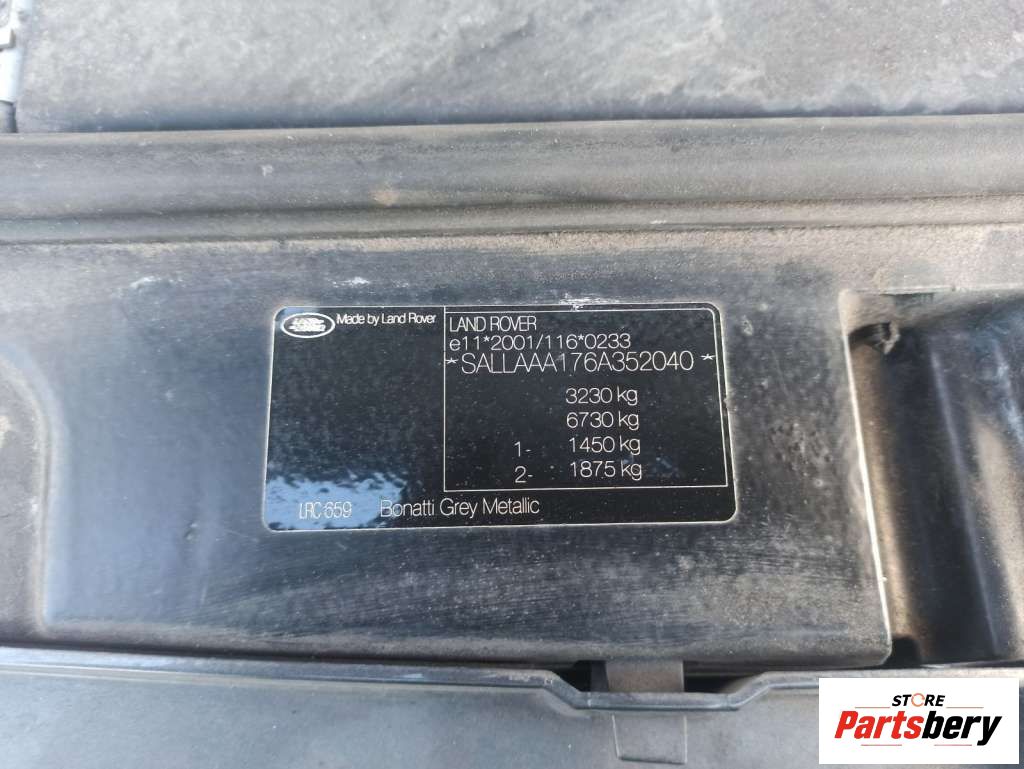 Made by Land Rover
LAND ROVER
e11*2001/116*0233
*SALLAAA176A352040*
3230 kg
6730 kg
1- 1450 kg
2- 1875 kg
LRC 659 Bonatti Grey Metallic
STORE
Partsbery